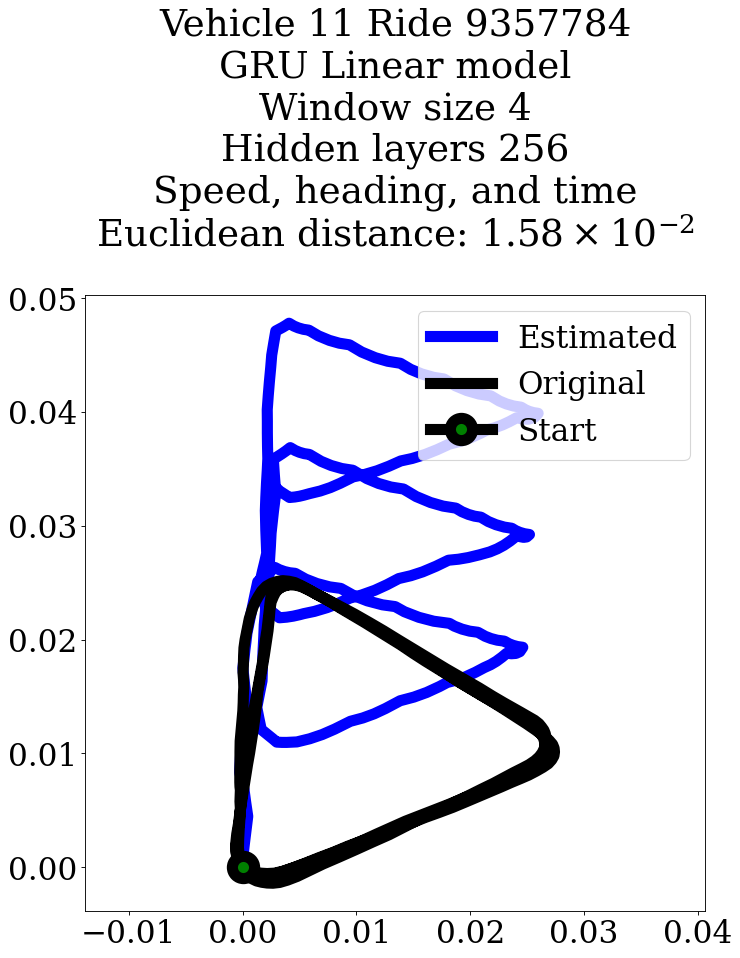 Vehicle 11 Ride 9357784
GRU Linear model
Window size 4
Hidden layers 256
Speed, heading, and time
Euclidean distance: 1.58 × 10⁻²
0.05
Estimated
Original
Start
0.04
0.03
0.02
0.01
0.00
−0.01 0.00 0.01 0.02 0.03 0.04